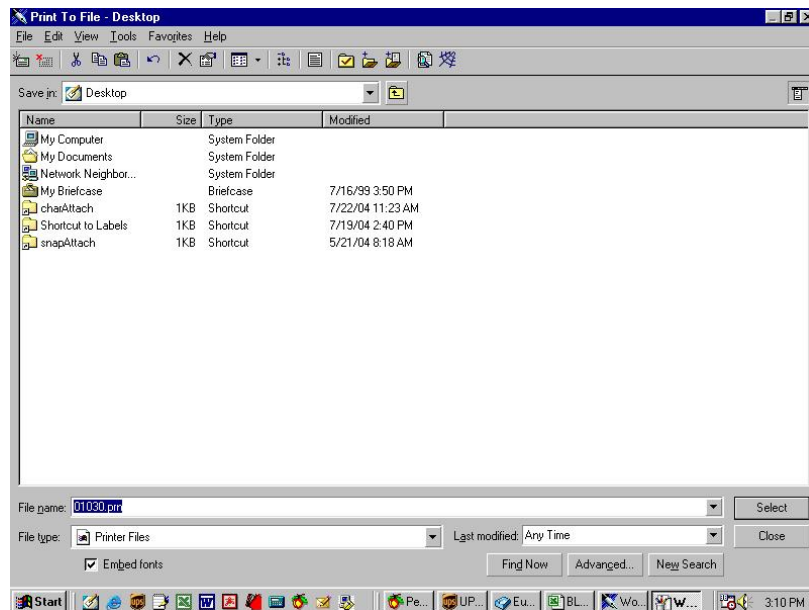 Print To File - Desktop
File Edit View Tools Favorites Help
Save in: Desktop
Name Size Type Modified
My Computer System Folder
My Documents System Folder
Network Neighbor... System Folder
My Briefcase Briefcase 7/16/99 3:50 PM
charAttach 1KB Shortcut 7/22/04 11:23 AM
Shortcut to Labels 1KB Shortcut 7/19/04 2:40 PM
snapAttach 1KB Shortcut 5/21/04 8:18 AM
File name: 01030.prn Select
File type: Printer Files Last modified: Any Time Close
Embed fonts Find Now Advanced... New Search
Start Pe... UP... Eu... BL... Wo... W... 3:10 PM